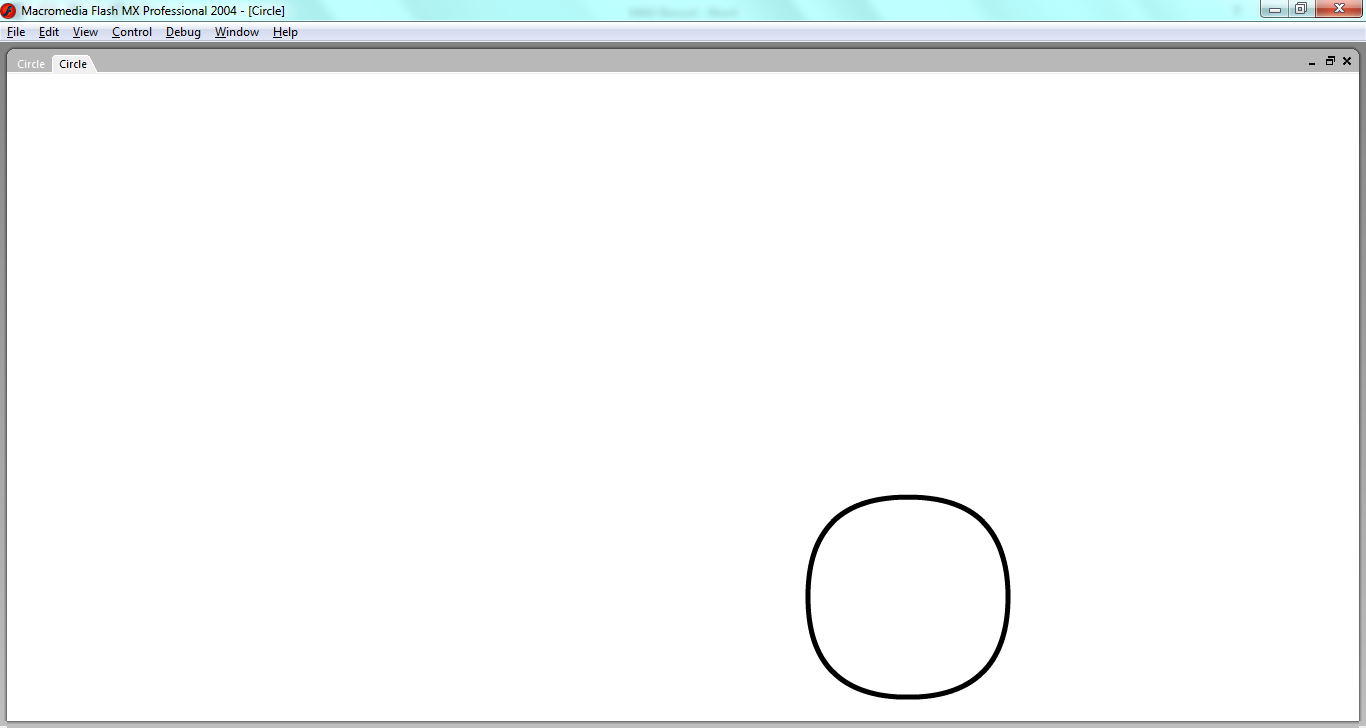 Macromedia Flash MX Professional 2004 - [Circle]
File Edit View Control Debug Window Help
Circle Circle